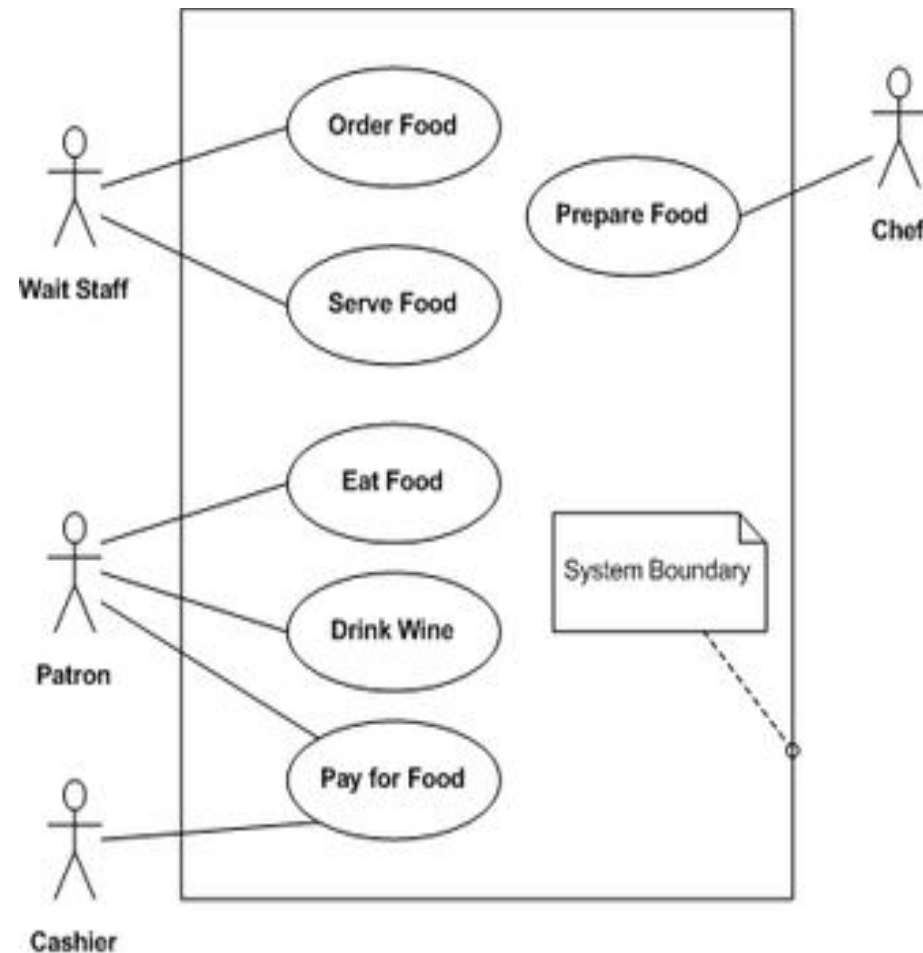 Order Food
Prepare Food
Chef
Wait Staff
Serve Food
Eat Food
System Boundary
Drink Wine
Patron
Pay for Food
Cashier